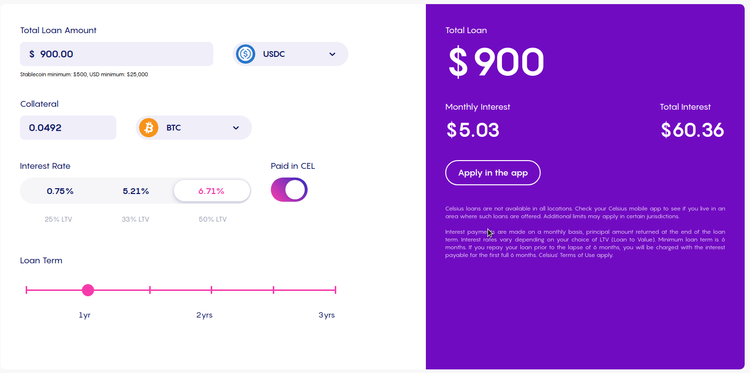 Total Loan Amount
$ 900.00
USDC
Stablecoin minimum: $500, USD minimum: $25,000
Collateral
0.0492
BTC
Interest Rate
Paid in CEL
0.75%
5.21%
6.71%
25% LTV
33% LTV
50% LTV
Loan Term
1yr
2yrs
3yrs
Total Loan
$900
Monthly Interest
Total Interest
$5.03
$60.36
Apply in the app
Celsius loans are not available in all locations. Check your Celsius mobile app to see if you live in an
area where such loans are offered. Additional limits may apply in certain jurisdictions.
Interest payments are made on a monthly basis, principal amount returned at the end of the loan
term. Interest rates vary depending on your choice of LTV (Loan to Value). Minimum loan term is 6
months. If you repay your loan prior to the lapse of 6 months, you will be charged with the interest
payable for the first full 6 months. Celsius' Terms of Use apply.